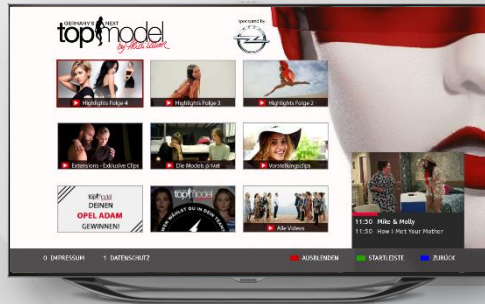 GERMANY'S NEXT
topmodel
by Heidi Klum
sponsored by
Highlights Folge 4
Highlights Folge 3
Highlights Folge 2
Extensions - Exklusive Clips
Die Models privat
Vorstellungsclips
topmodel
DEINEN
OPEL ADAM
GEWINNEN!
topmodel
Alle Videos
11:30 Mike & Molly
11:50 How I Met Your Mother
0 IMPRESSUM 1 DATENSCHUTZ AUSBLENDEN STARTLEISTE ZURÜCK
SAMSUNG